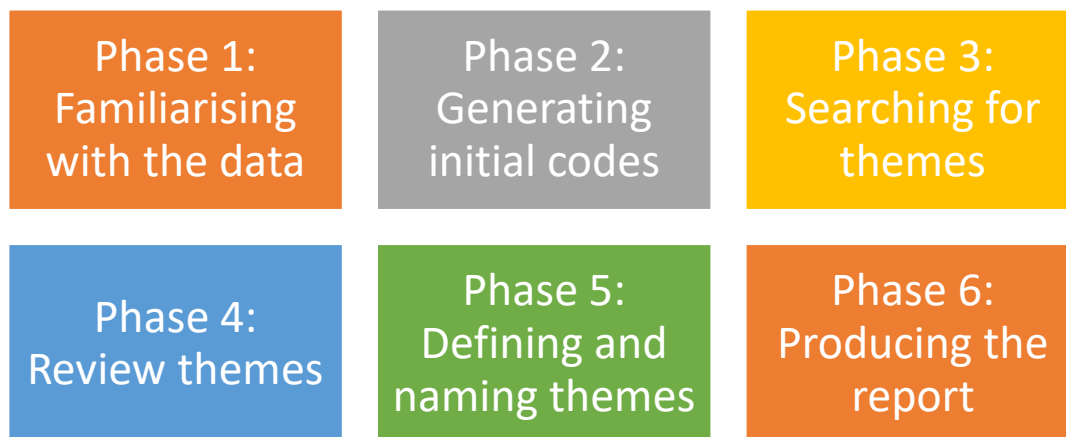 Phase 1:
Familiarising
with the data
Phase 2:
Generating
initial codes
Phase 3:
Searching for
themes
Phase 4:
Review themes
Phase 5:
Defining and
naming themes
Phase 6:
Producing the
report